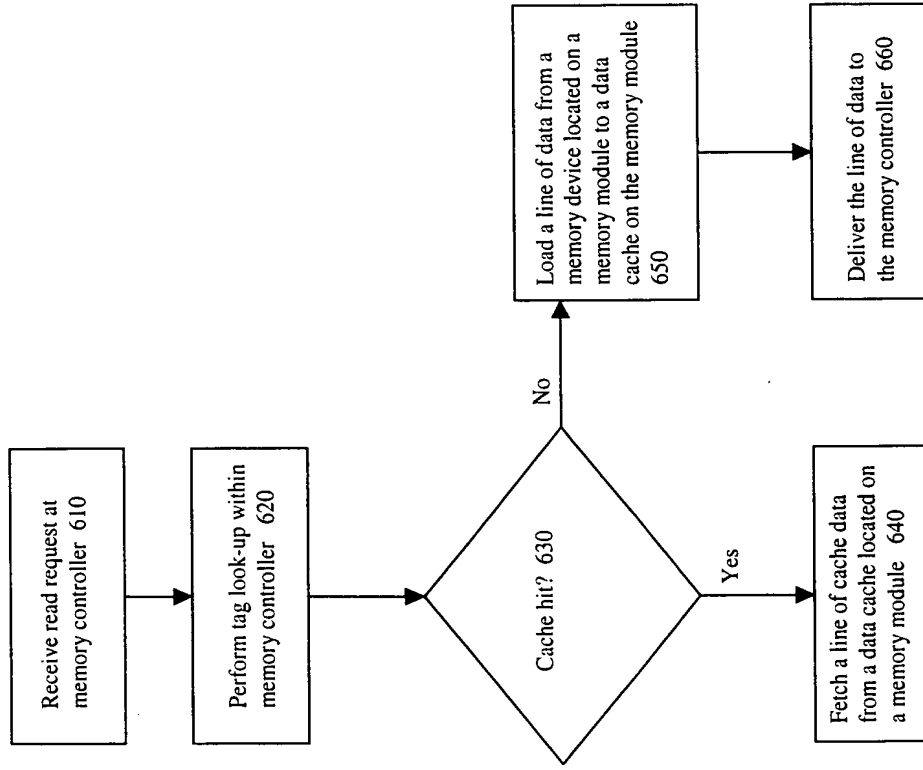 Receive read request at
memory controller 610
Perform tag look-up within
memory controller 620
Cache hit? 630
No
Yes
Load a line of data from a
memory device located on a
memory module to a data
cache on the memory module
650
Deliver the line of data to
the memory controller 660
Fetch a line of cache data
from a data cache located on
a memory module 640